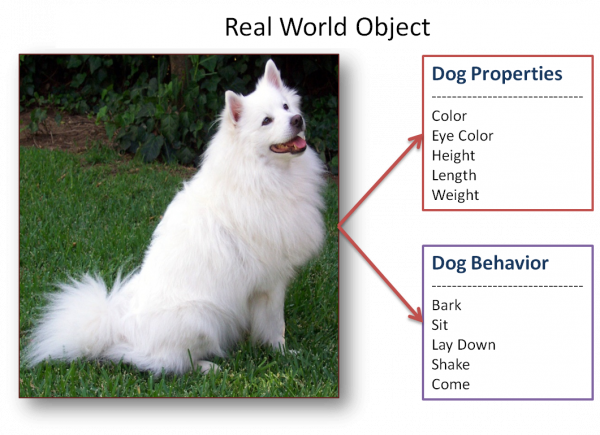 Real World Object
Dog Properties
------------------------------
Color
Eye Color
Height
Length
Weight
Dog Behavior
------------------------------
Bark
Sit
Lay Down
Shake
Come